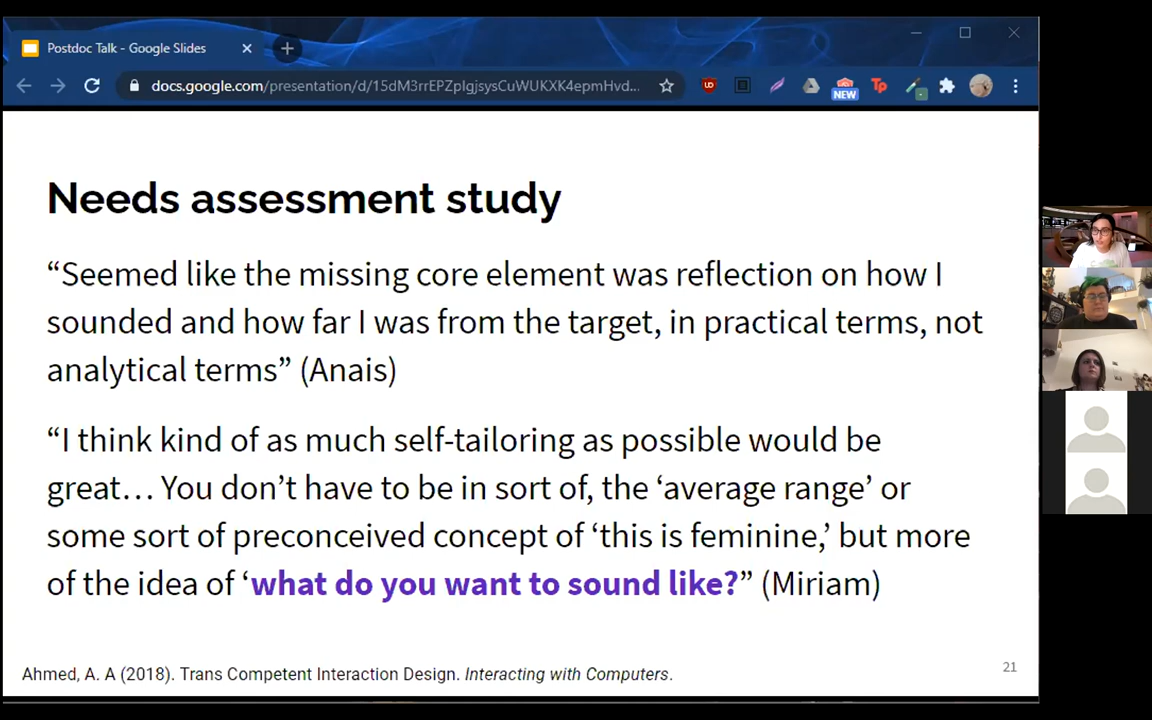 Postdoc Talk - Google Slides
docs.google.com/presentation/d/15dM3rrEPZpIgjsysCuWUKXK4epmHvd...
NEW
Tp
Needs assessment study
“Seemed like the missing core element was reflection on how I
sounded and how far I was from the target, in practical terms, not
analytical terms” (Anais)
“I think kind of as much self-tailoring as possible would be
great… You don’t have to be in sort of, the ‘average range’ or
some sort of preconceived concept of ‘this is feminine,’ but more
of the idea of ‘what do you want to sound like?” (Miriam)
Ahmed, A. A (2018). Trans Competent Interaction Design. Interacting with Computers.
21